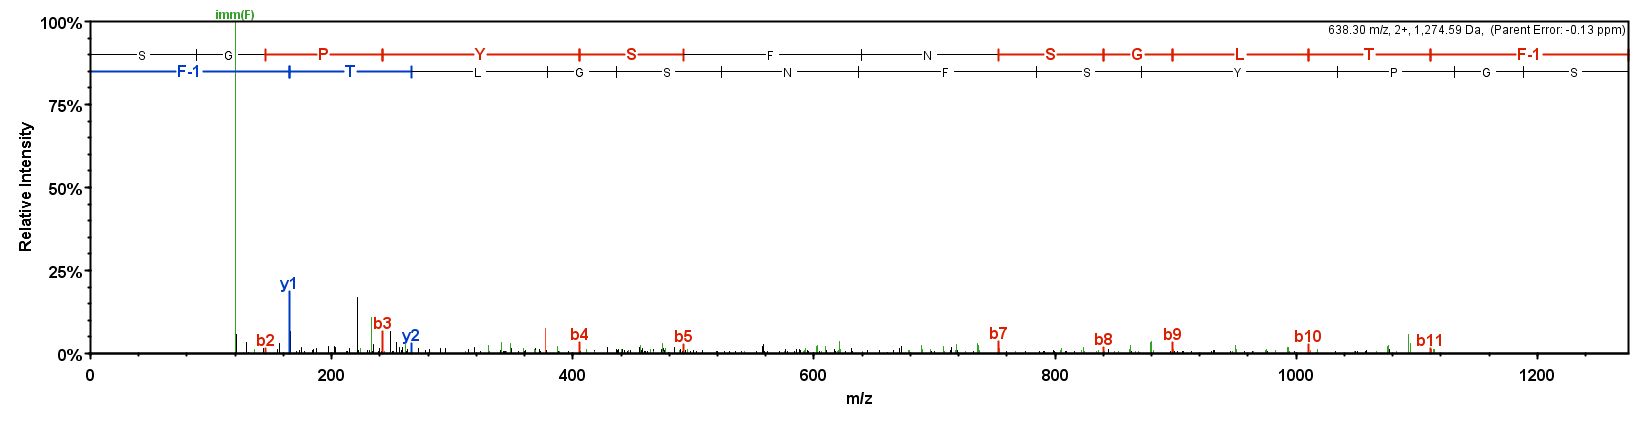 imm(F)
100%
638.30 m/z, 2+, 1,274.59 Da, (Parent Error: -0.13 ppm)
S G P Y S F N S G L T F-1
F-1 T L G S N F S Y P G S
75%
Relative Intensity
50%
25%
y1
b2 b3 y2 b4 b5 b7 b8 b9 b10 b11
0%
0 200 400 600 800 1000 1200
m/z